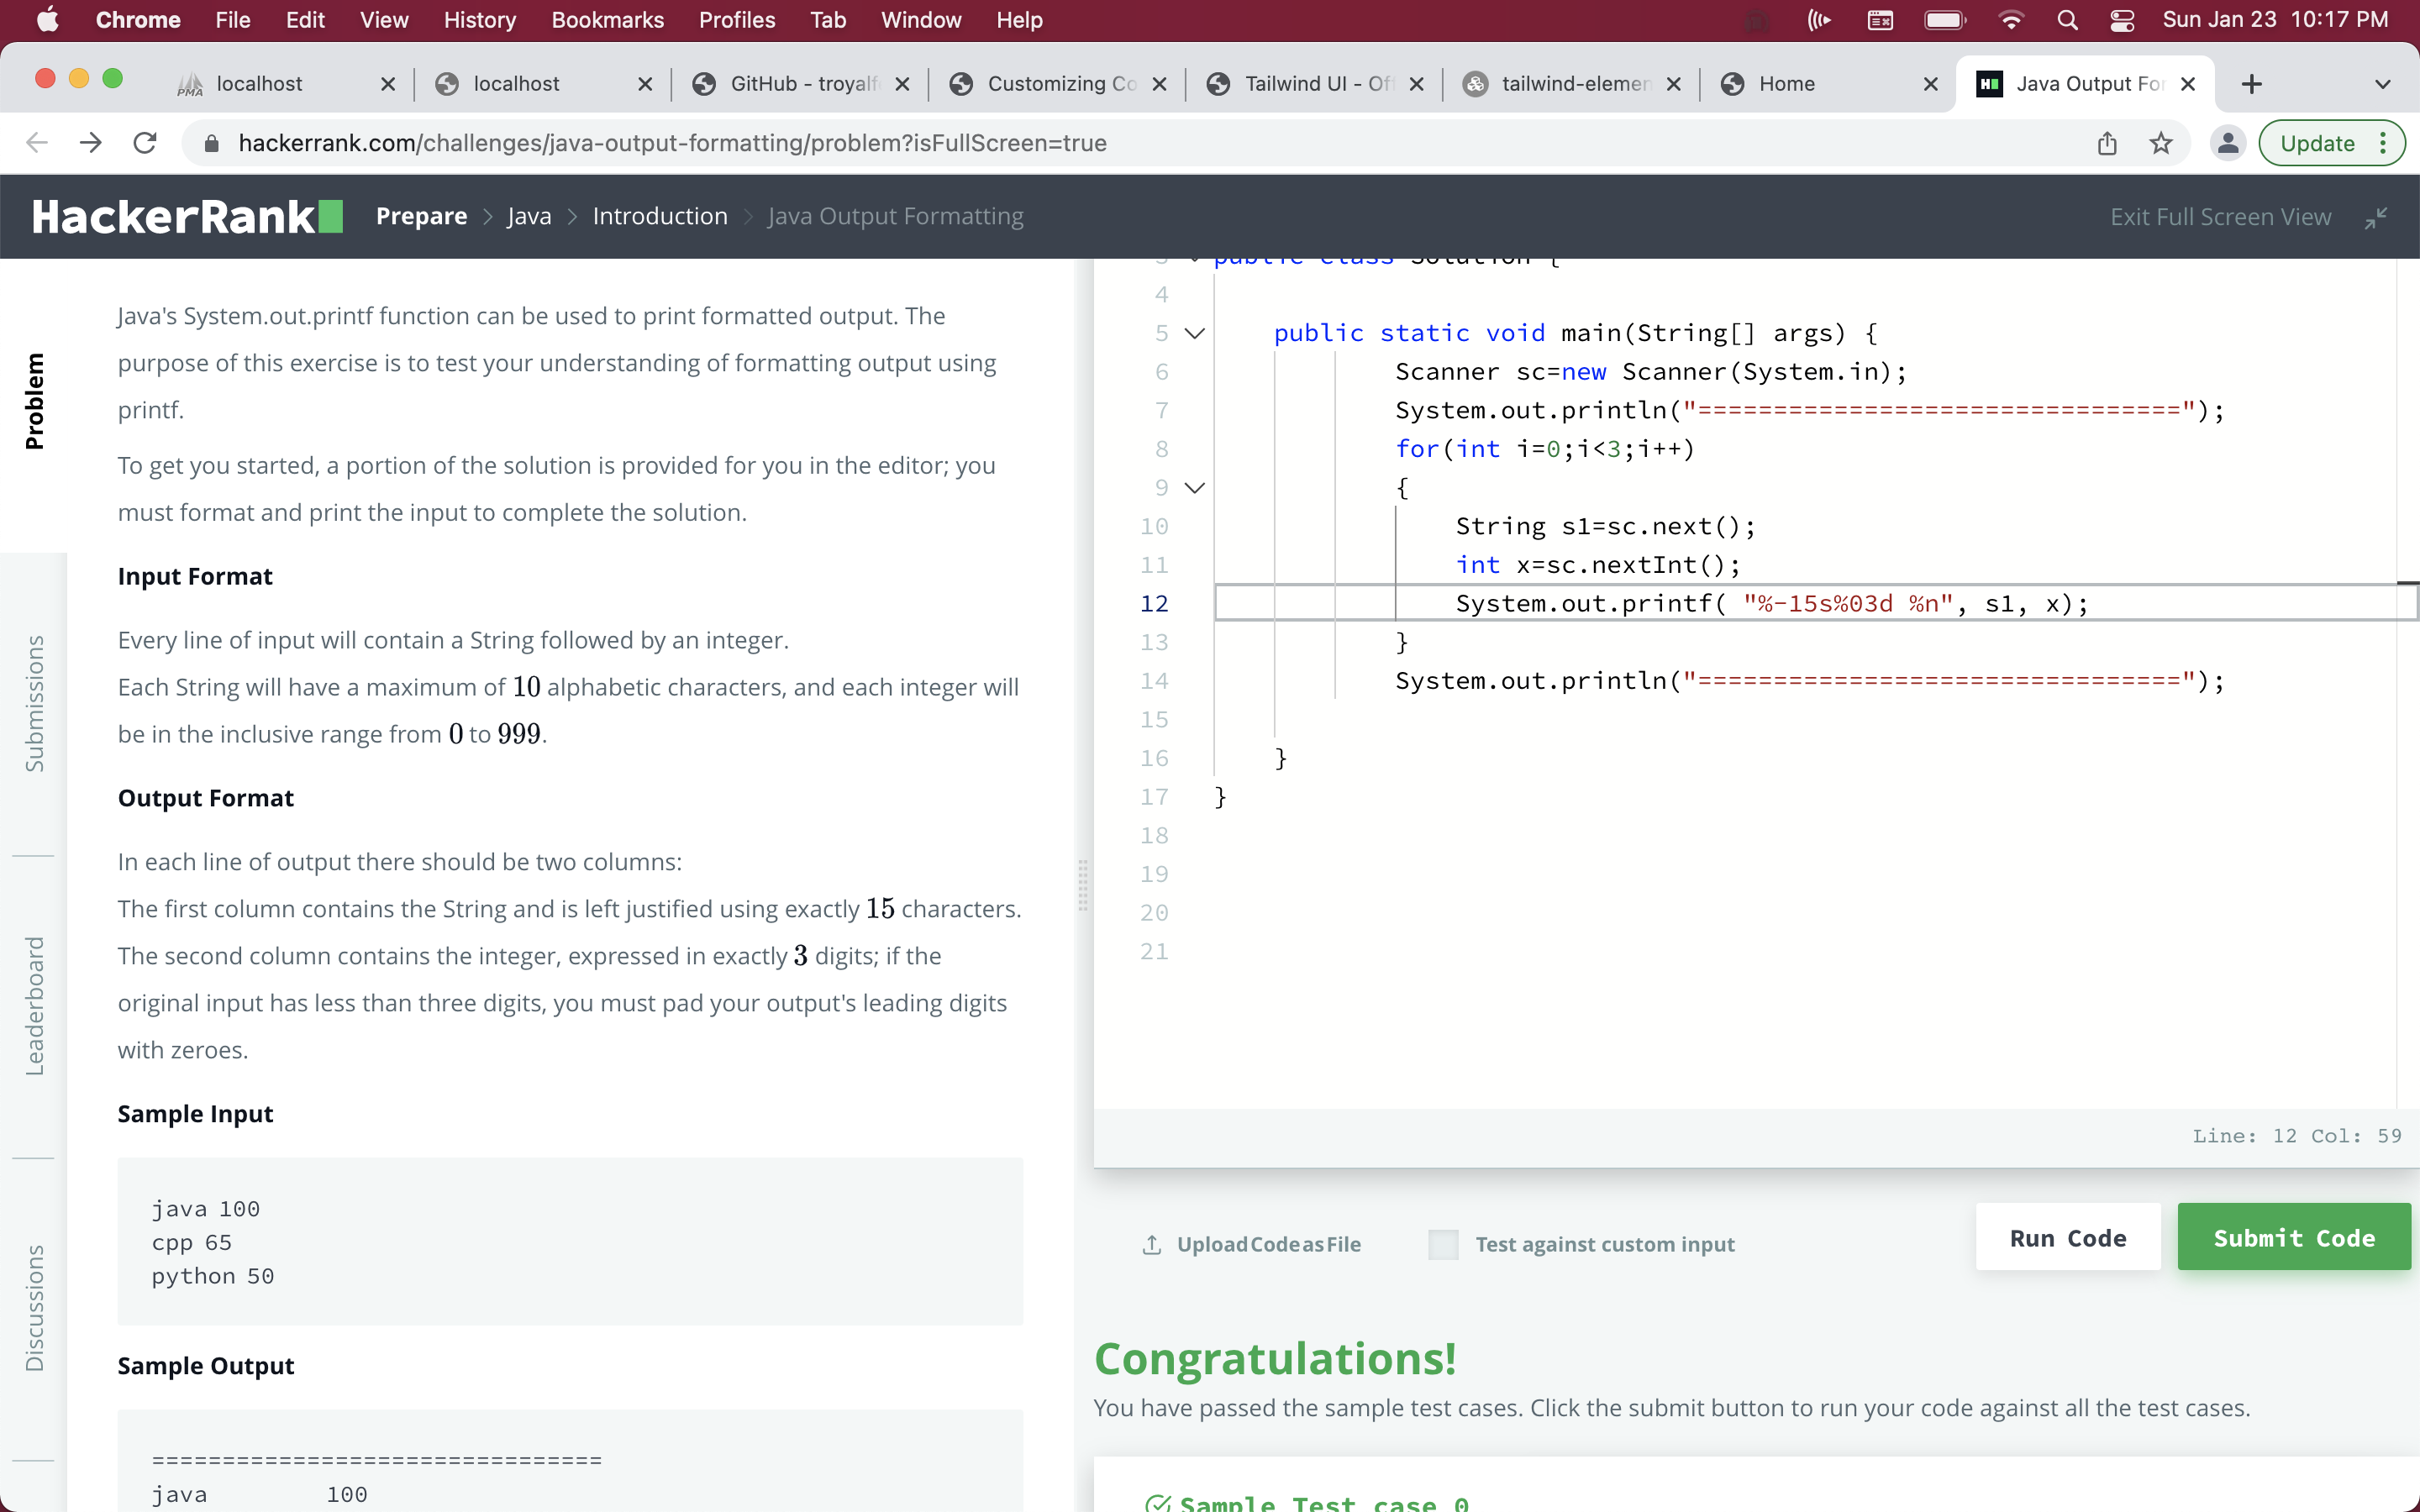 Chrome File Edit View History Bookmarks Profiles Tab Window Help Sun Jan 23 10:17 PM
PMA localhost localhost GitHub - troyalf Customizing Co Tailwind UI - Of tailwind-elemen Home Java Output For
hackerrank.com/challenges/java-output-formatting/problem?isFullScreen=true Update
HackerRank Prepare > Java > Introduction > Java Output Formatting Exit Full Screen View
Problem
Submissions
Leaderboard
Discussions
Java's System.out.printf function can be used to print formatted output. The
purpose of this exercise is to test your understanding of formatting output using
printf.
To get you started, a portion of the solution is provided for you in the editor; you
must format and print the input to complete the solution.
Input Format
Every line of input will contain a String followed by an integer.
Each String will have a maximum of 10 alphabetic characters, and each integer will
be in the inclusive range from 0 to 999.
Output Format
In each line of output there should be two columns:
The first column contains the String and is left justified using exactly 15 characters.
The second column contains the integer, expressed in exactly 3 digits; if the
original input has less than three digits, you must pad your output's leading digits
with zeroes.
Sample Input
java 100
cpp 65
python 50
Sample Output
================================
java 100
3 public class Solution {
4
5 public static void main(String[] args) {
6 Scanner sc=new Scanner(System.in);
7 System.out.println("================================");
8 for(int i=0;i<3;i++)
9 {
10 String s1=sc.next();
11 int x=sc.nextInt();
12 System.out.printf( "%-15s%03d %n", s1, x);
13 }
14 System.out.println("================================");
15
16 }
17 }
18
19
20
21
Line: 12 Col: 59
Upload Code as File Test against custom input Run Code Submit Code
Congratulations!
You have passed the sample test cases. Click the submit button to run your code against all the test cases.
Sample Test case 0